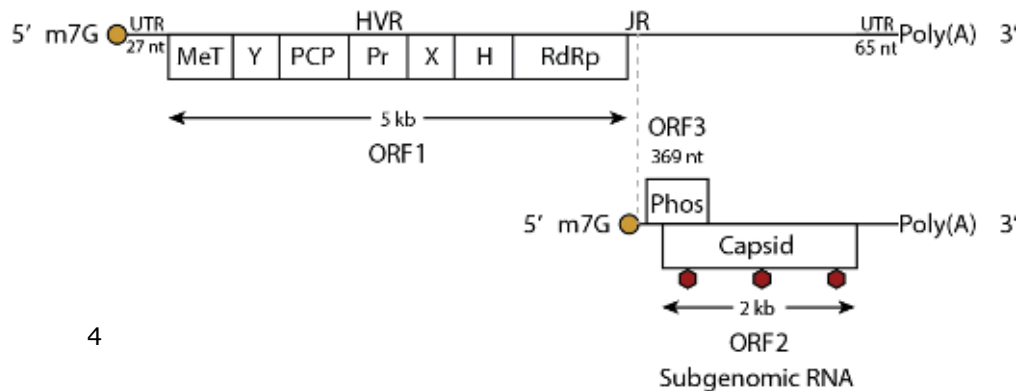 UTR HVR JR UTR
5′ m7G Poly(A) 3′
27 nt 65 nt
MeT Y PCP Pr X H RdRp
5 kb
ORF1
ORF3
369 nt
Phos
5′ m7G Poly(A) 3′
Capsid
2 kb
4
ORF2
Subgenomic RNA